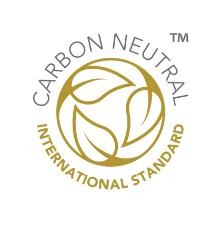 CARBON NEUTRAL
TM
INTERNATIONAL STANDARD